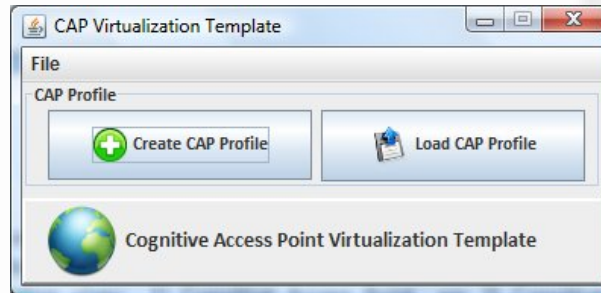 CAP Virtualization Template
File
CAP Profile
Create CAP Profile
Load CAP Profile
Cognitive Access Point Virtualization Template